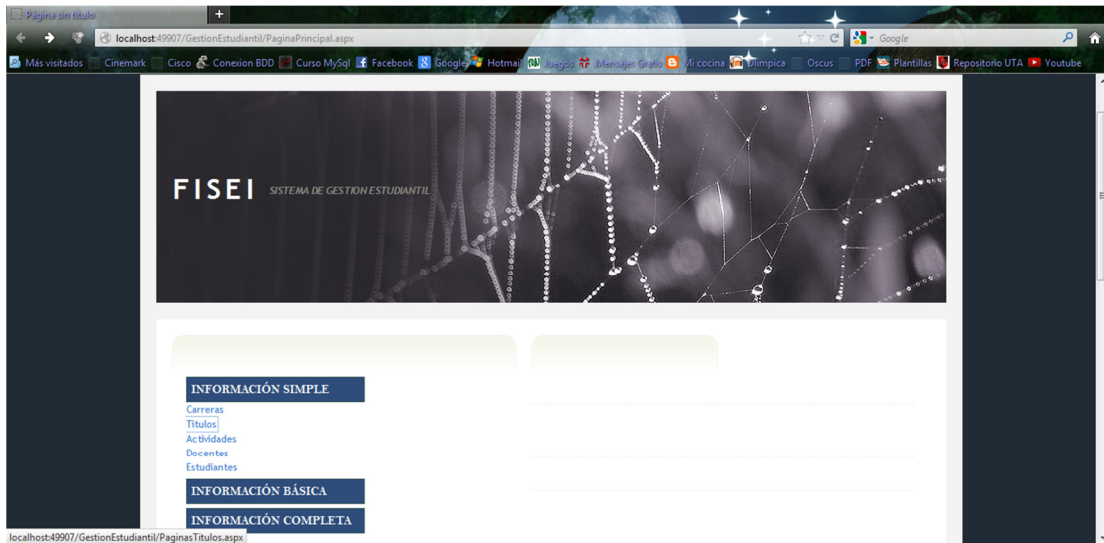 Página sin título
+
localhost:49907/GestionEstudiantil/PaginaPrincipal.aspx
Google
Más visitados Cinemark Cisco Conexion BDD Curso MySql Facebook Google Hotmail Juegos Mensajes Gratis Mi cocina Olimpica Oscus PDF Plantillas Repositorio UTA Youtube
FISEI SISTEMA DE GESTION ESTUDIANTIL
INFORMACIÓN SIMPLE
Carreras
Titulos
Actividades
Docentes
Estudiantes
INFORMACIÓN BÁSICA
INFORMACIÓN COMPLETA
localhost:49907/GestionEstudiantil/PaginasTitulos.aspx